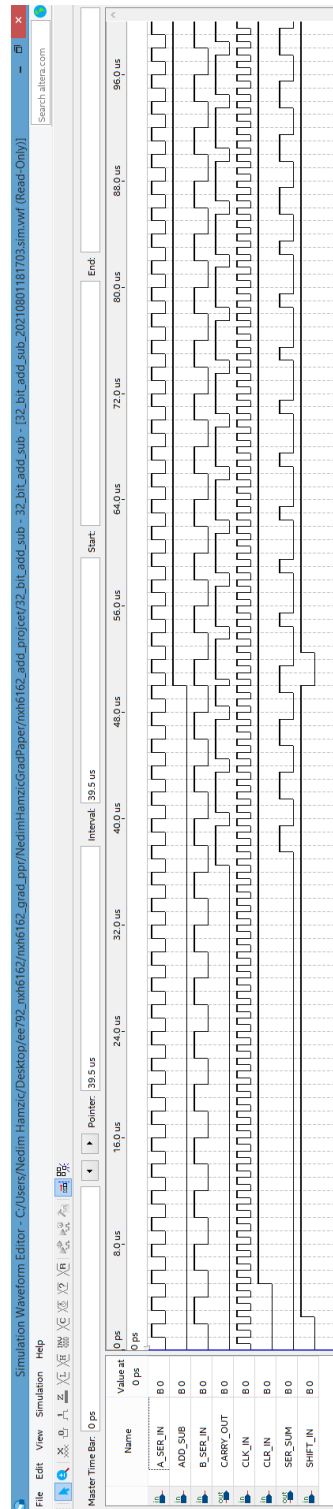 Simulation Waveform Editor - C:/Users/Nedim Hamzic/Desktop/ee792_nxh6162/nxh6162_grad_ppr/NedimHamzicGradPaper/nxh6162_add_projcet/32_bit_add_sub - 32_bit_add_sub - [32_bit_add_sub_20210801181703.sim.vwf (Read-Only)]
File Edit View Simulation Help
Search altera.com
Master Time Bar: 0 ps Pointer: 39.5 us Interval: 39.5 us Start: End:
Name Value at 0 ps
0 ps 8.0 us 16.0 us 24.0 us 32.0 us 40.0 us 48.0 us 56.0 us 64.0 us 72.0 us 80.0 us 88.0 us 96.0 us
0 ps
in A_SER_IN B 0
in ADD_SUB B 0
in B_SER_IN B 0
out CARRY_OUT B 0
in CLK_IN B 0
in CLR_IN B 0
out SER_SUM B 0
in SHIFT_IN B 0